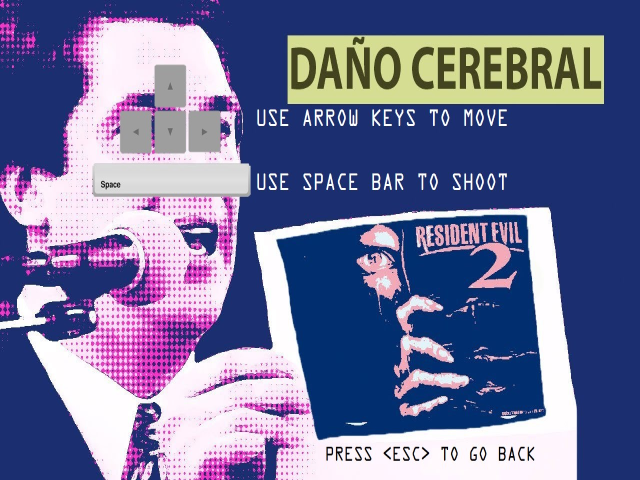 DAÑO CEREBRAL
USE ARROW KEYS TO MOVE
Space
USE SPACE BAR TO SHOOT
RESIDENT EVIL
2
PRESS <ESC> TO GO BACK